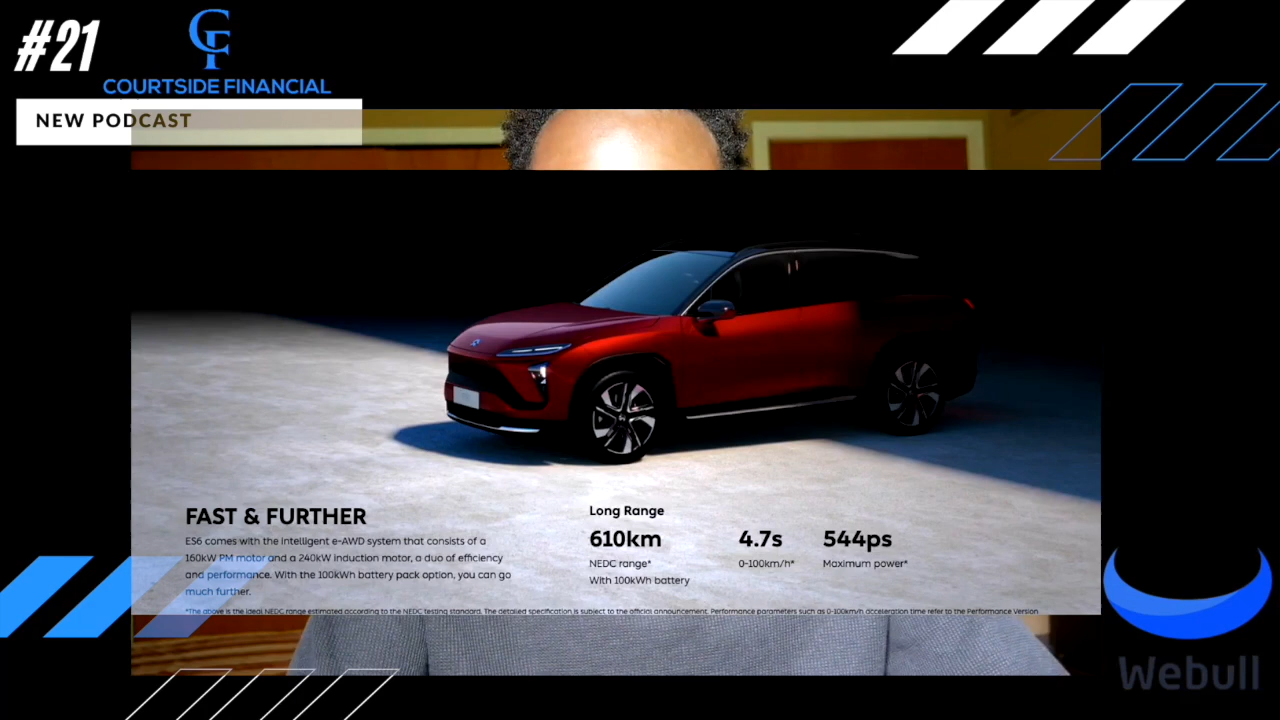 #21
CF
COURTSIDE FINANCIAL
NEW PODCAST
FAST & FURTHER
ES6 comes with the intelligent e-AWD system that consists of a
160kW PM motor and a 240kW induction motor, a duo of efficiency
and performance. With the 100kWh battery pack option, you can go
much further.
Long Range
610km
NEDC range*
With 100kWh battery
4.7s
0-100km/h*
544ps
Maximum power*
*The above is the ideal NEDC range estimated according to the NEDC testing standard. The detailed specification is subject to the official announcement. Performance parameters such as 0-100km/h acceleration time refer to the Performance Version
Webull